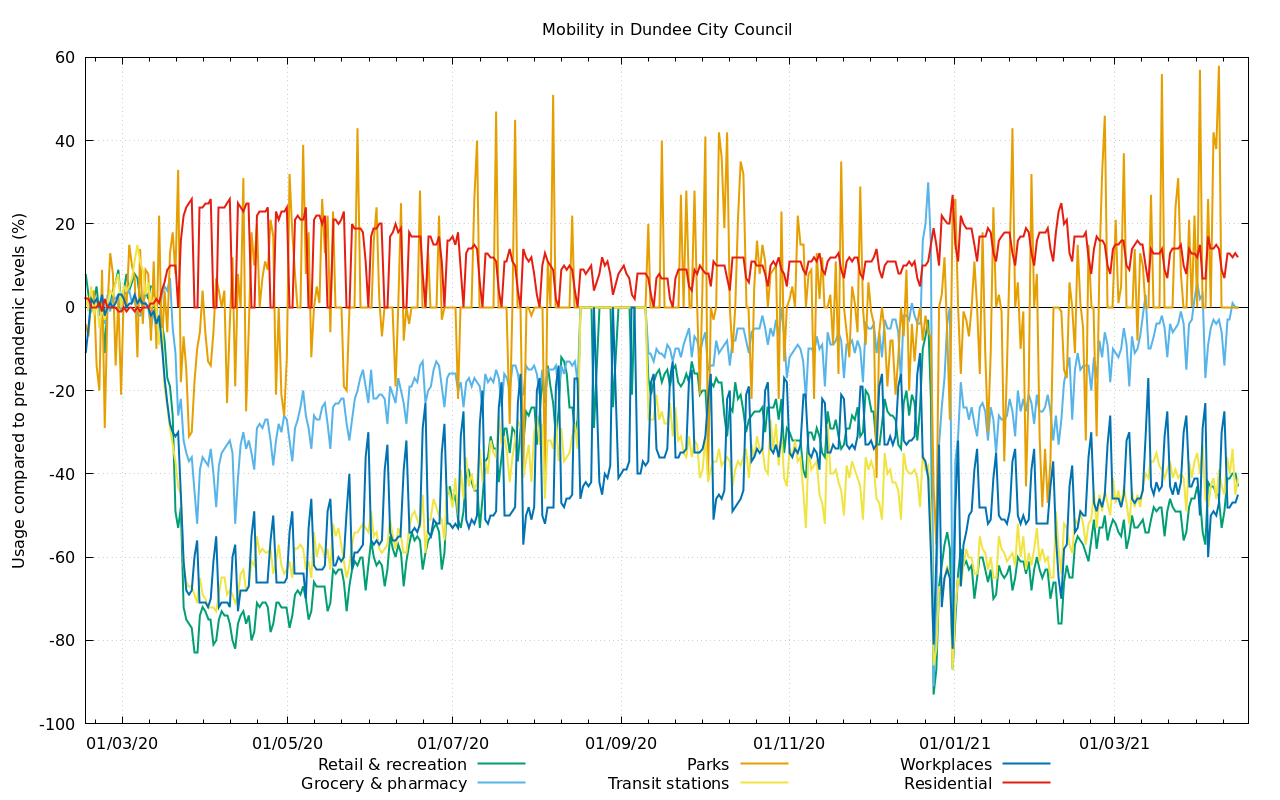 Mobility in Dundee City Council
Usage compared to pre pandemic levels (%)
60
40
20
0
-20
-40
-60
-80
-100
01/03/20 01/05/20 01/07/20 01/09/20 01/11/20 01/01/21 01/03/21
Retail & recreation Parks Workplaces
Grocery & pharmacy Transit stations Residential